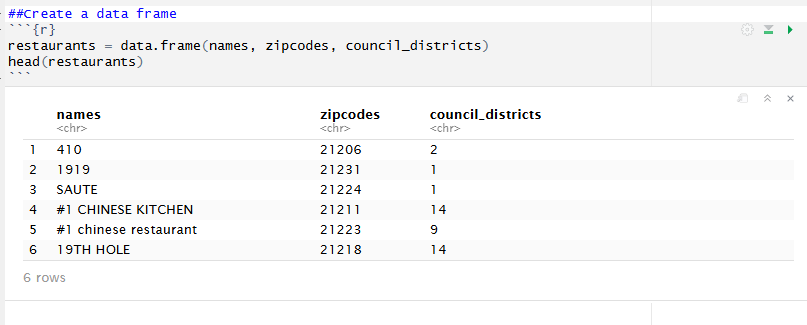 ##Create a data frame
```{r}
restaurants = data.frame(names, zipcodes, council_districts)
head(restaurants)
```
names zipcodes council_districts
<chr> <chr> <chr>
1 410 21206 2
2 1919 21231 1
3 SAUTE 21224 1
4 #1 CHINESE KITCHEN 21211 14
5 #1 chinese restaurant 21223 9
6 19TH HOLE 21218 14
6 rows